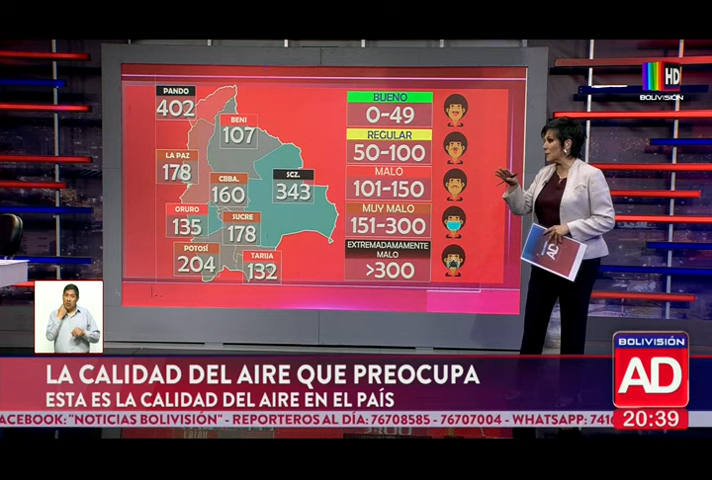 PANDO
402
BENI
107
LA PAZ
178
CBBA.
160
SCZ.
343
ORURO
135
SUCRE
178
POTOSÍ
204
TARIJA
132
BUENO
0-49
REGULAR
50-100
MALO
101-150
MUY MALO
151-300
EXTREMADAMENTE
MALO
>300
HD
BOLIVISIÓN
AD
LA CALIDAD DEL AIRE QUE PREOCUPA
ESTA ES LA CALIDAD DEL AIRE EN EL PAÍS
BOLIVISIÓN
AD
20:39
FACEBOOK: "NOTICIAS BOLIVISIÓN" - REPORTEROS AL DÍA: 76708585 - 76707004 - WHATSAPP: 741